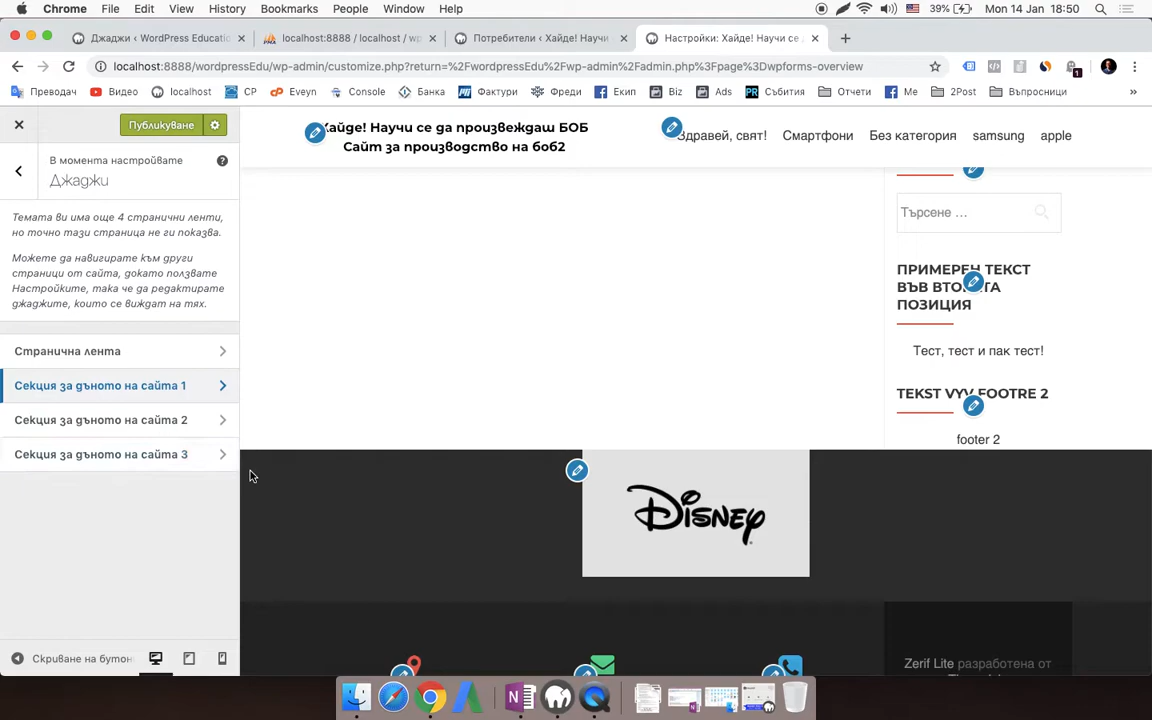 Chrome File Edit View History Bookmarks People Window Help
39% Mon 14 Jan 18:50
Джаджи ‹ WordPress Educatio
localhost:8888 / localhost / wp
Потребители ‹ Хайде! Научи
Настройки: Хайде! Научи се
localhost:8888/wordpressEdu/wp-admin/customize.php?return=%2FwordpressEdu%2Fwp-admin%2Fadmin.php%3Fpage%3Dwpforms-overview
1
Преводач Видео localhost CP Eveyn Console Банка Фактури Фреди Екип Biz Ads Събития Отчети Me 2Post Въпросници »
Публикуване
В момента настройвате
Джаджи
Темата ви има още 4 странични ленти,
но точно тази страница не ги показва.
Можете да навигирате към други
страници от сайта, докато ползвате
Настройките, така че да редактирате
джаджите, които се виждат на тях.
Странична лента
Секция за дъното на сайта 1
Секция за дъното на сайта 2
Секция за дъното на сайта 3
Скриване на бутон
Хайде! Научи се да произвеждаш БОБ
Сайт за производство на боб2
Здравей, свят! Смартфони Без категория samsung apple
Търсене …
ПРИМЕРЕН ТЕКСТ
ВЪВ ВТОРАТА
ПОЗИЦИЯ
Тест, тест и пак тест!
TEKST VYV FOOTRE 2
footer 2
Disney
Zerif Lite разработена от